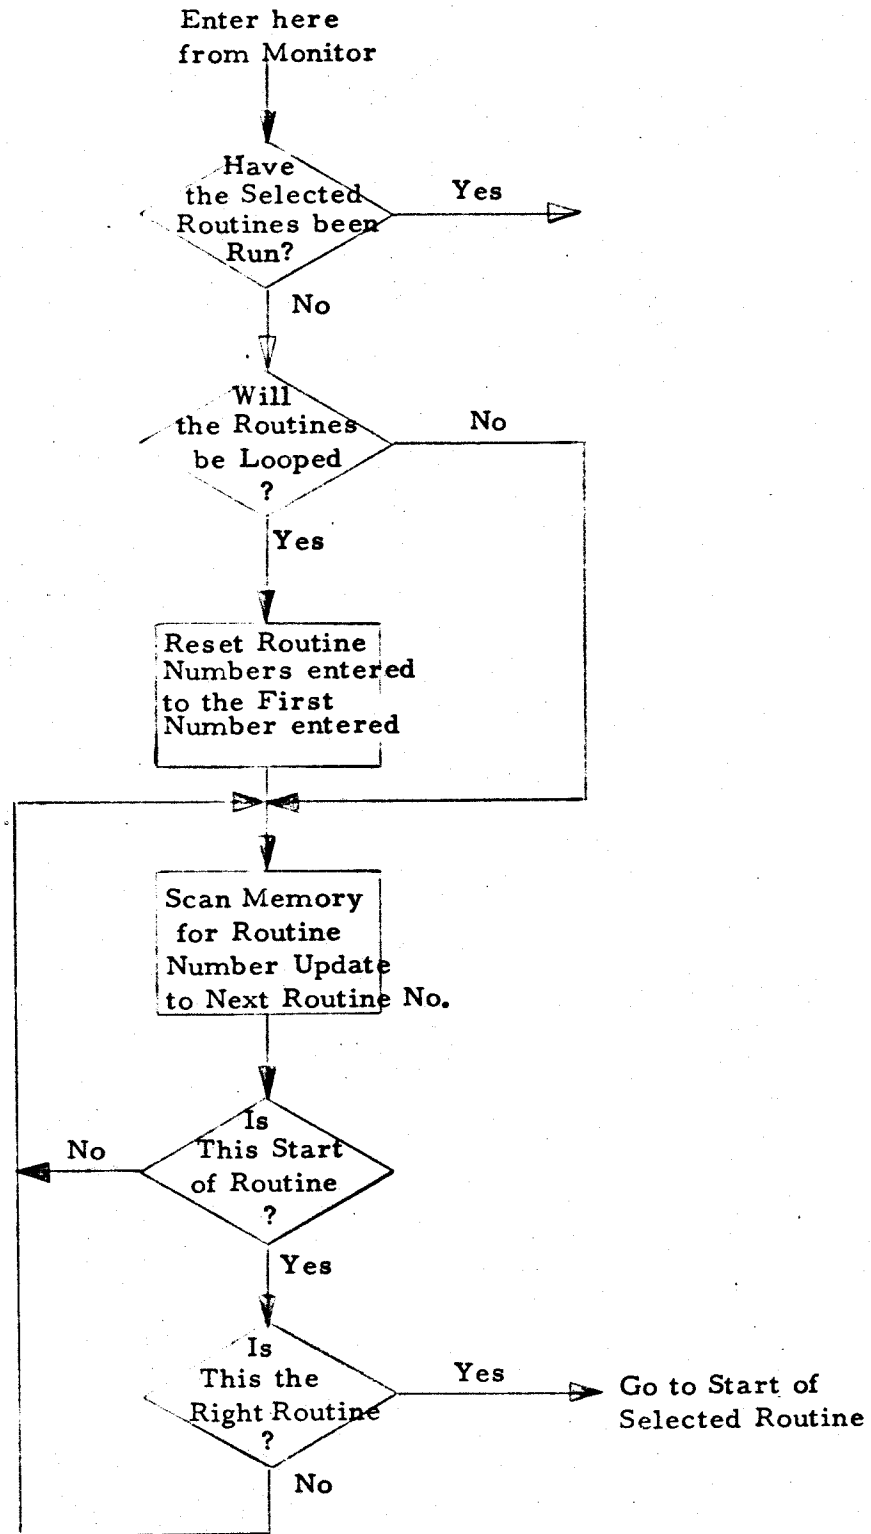 Enter here
from Monitor
Have
the Selected
Routines been
Run?
Yes
No
Will
the Routines
be Looped
?
No
Yes
Reset Routine
Numbers entered
to the First
Number entered
Scan Memory
for Routine
Number Update
to Next Routine No.
Is
This Start
of Routine
?
No
Yes
Is
This the
Right Routine
?
Yes
Go to Start of
Selected Routine
No